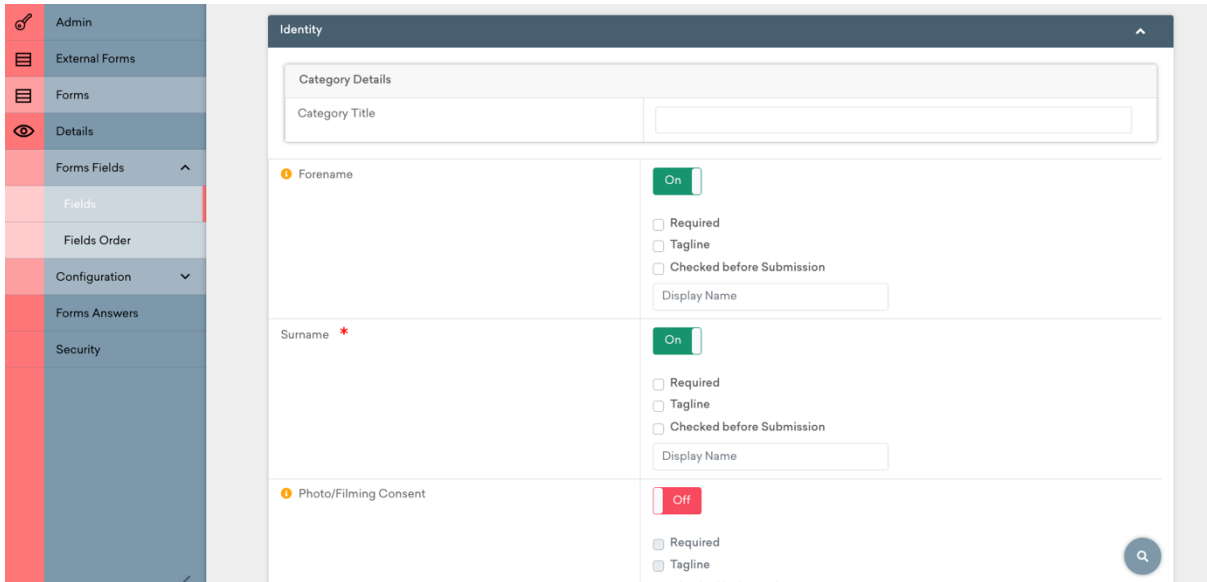 Admin
External Forms
Forms
Details
Forms Fields
Fields
Fields Order
Configuration
Forms Answers
Security
Identity
Category Details
Category Title
Forename
On
Required
Tagline
Checked before Submission
Display Name
Surname *
On
Required
Tagline
Checked before Submission
Display Name
Photo/Filming Consent
Off
Required
Tagline